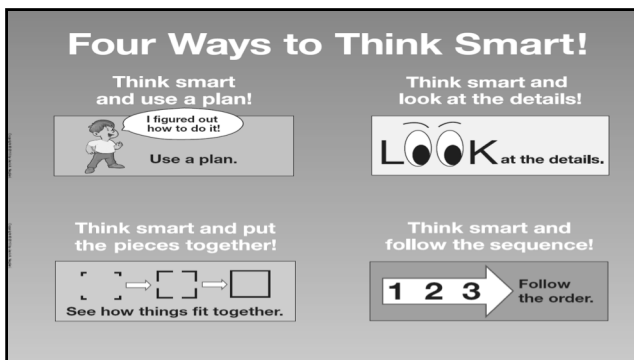 Four Ways to Think Smart!
Think smart
and use a plan!
I figured out
how to do it!
Use a plan.
Think smart and
look at the details!
LOOK at the details.
Think smart and put
the pieces together!
See how things fit together.
Think smart and
follow the sequence!
1 2 3
Follow
the order.